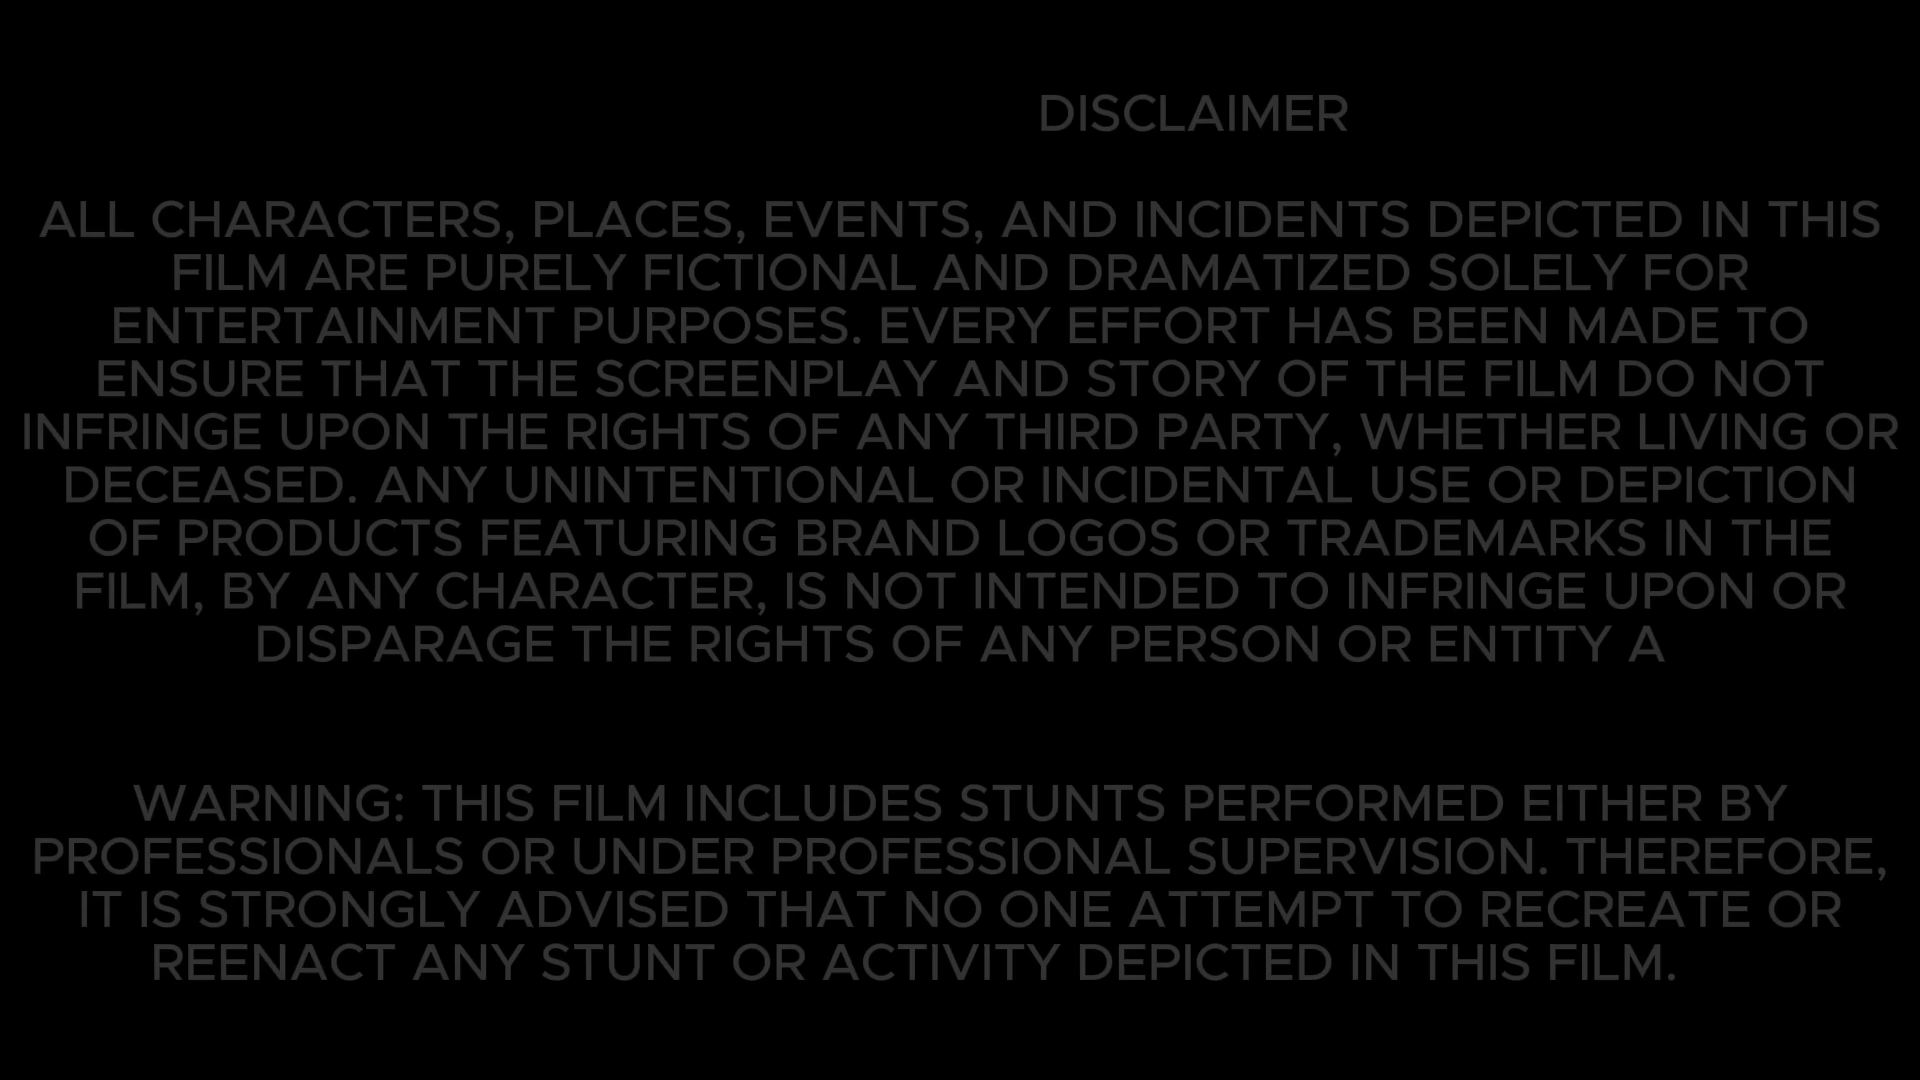 DISCLAIMER
ALL CHARACTERS, PLACES, EVENTS, AND INCIDENTS DEPICTED IN THIS
FILM ARE PURELY FICTIONAL AND DRAMATIZED SOLELY FOR
ENTERTAINMENT PURPOSES. EVERY EFFORT HAS BEEN MADE TO
ENSURE THAT THE SCREENPLAY AND STORY OF THE FILM DO NOT
INFRINGE UPON THE RIGHTS OF ANY THIRD PARTY, WHETHER LIVING OR
DECEASED. ANY UNINTENTIONAL OR INCIDENTAL USE OR DEPICTION
OF PRODUCTS FEATURING BRAND LOGOS OR TRADEMARKS IN THE
FILM, BY ANY CHARACTER, IS NOT INTENDED TO INFRINGE UPON OR
DISPARAGE THE RIGHTS OF ANY PERSON OR ENTITY A
WARNING: THIS FILM INCLUDES STUNTS PERFORMED EITHER BY
PROFESSIONALS OR UNDER PROFESSIONAL SUPERVISION. THEREFORE,
IT IS STRONGLY ADVISED THAT NO ONE ATTEMPT TO RECREATE OR
REENACT ANY STUNT OR ACTIVITY DEPICTED IN THIS FILM.